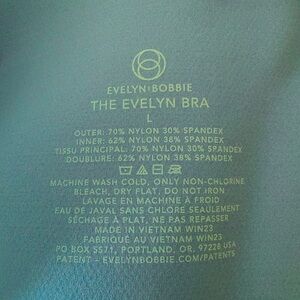 EVELYN BOBBIE
THE EVELYN BRA
L
OUTER: 70% NYLON 30% SPANDEX
INNER: 62% NYLON 38% SPANDEX
TISSU PRINCIPAL: 70% NYLON 30% SPANDEX
DOUBLURE: 62% NYLON 38% SPANDEX
MACHINE WASH COLD, ONLY NON-CHLORINE
BLEACH, DRY FLAT, DO NOT IRON
LAVAGE EN MACHINE À FROID
EAU DE JAVAL SANS CHLORE SEAULEMENT
SÉCHAGE À PLAT, NE PAS REPASSER
MADE IN VIETNAM WIN23
FABRIQUÉ AU VIETNAM WIN23
PO BOX 5571, PORTLAND, OR. 97228 USA
PATENT - EVELYNBOBBIE.COM/PATENTS